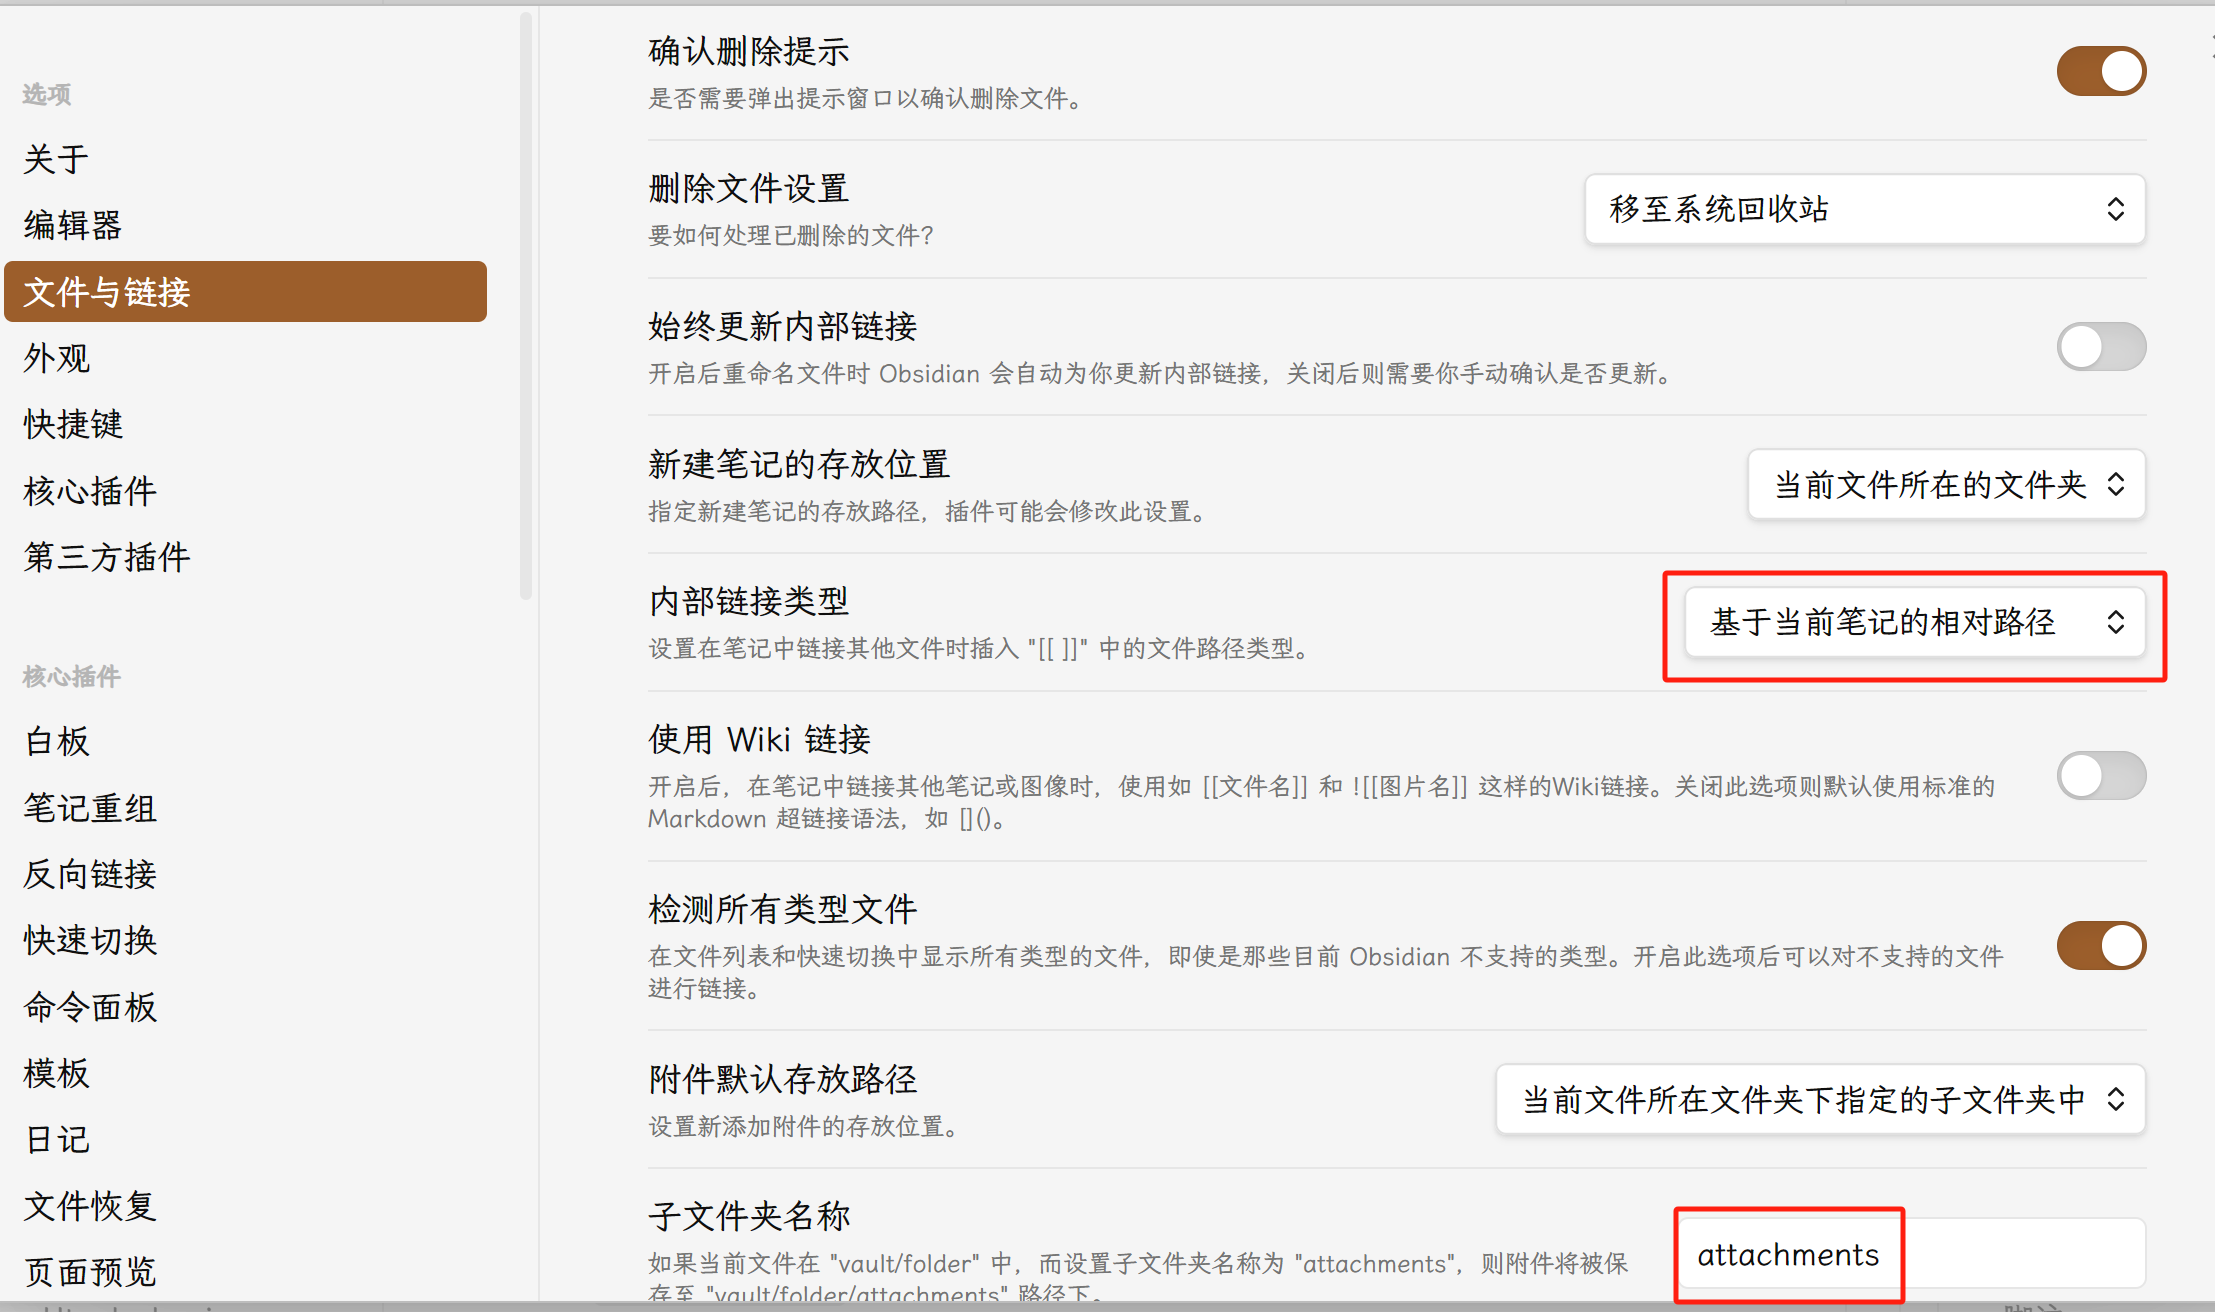 选项
关于
编辑器
文件与链接
外观
快捷键
核心插件
第三方插件
核心插件
白板
笔记重组
反向链接
快速切换
命令面板
模板
日记
文件恢复
页面预览
确认删除提示
是否需要弹出提示窗口以确认删除文件。
删除文件设置
要如何处理已删除的文件?
移至系统回收站
始终更新内部链接
开启后重命名文件时 Obsidian 会自动为你更新内部链接，关闭后则需要你手动确认是否更新。
新建笔记的存放位置
指定新建笔记的存放路径，插件可能会修改此设置。
当前文件所在的文件夹
内部链接类型
设置在笔记中链接其他文件时插入 "[[ ]]" 中的文件路径类型。
基于当前笔记的相对路径
使用 Wiki 链接
开启后，在笔记中链接其他笔记或图像时，使用如 [[文件名]] 和 ![[图片名]] 这样的Wiki链接。关闭此选项则默认使用标准的
Markdown 超链接语法，如 []()。
检测所有类型文件
在文件列表和快速切换中显示所有类型的文件，即使是那些目前 Obsidian 不支持的类型。开启此选项后可以对不支持的文件
进行链接。
附件默认存放路径
设置新添加附件的存放位置。
当前文件所在文件夹下指定的子文件夹中
子文件夹名称
如果当前文件在 "vault/folder" 中，而设置子文件夹名称为 "attachments"，则附件将被保
存至 "vault/folder/attachments" 路径下。
attachments